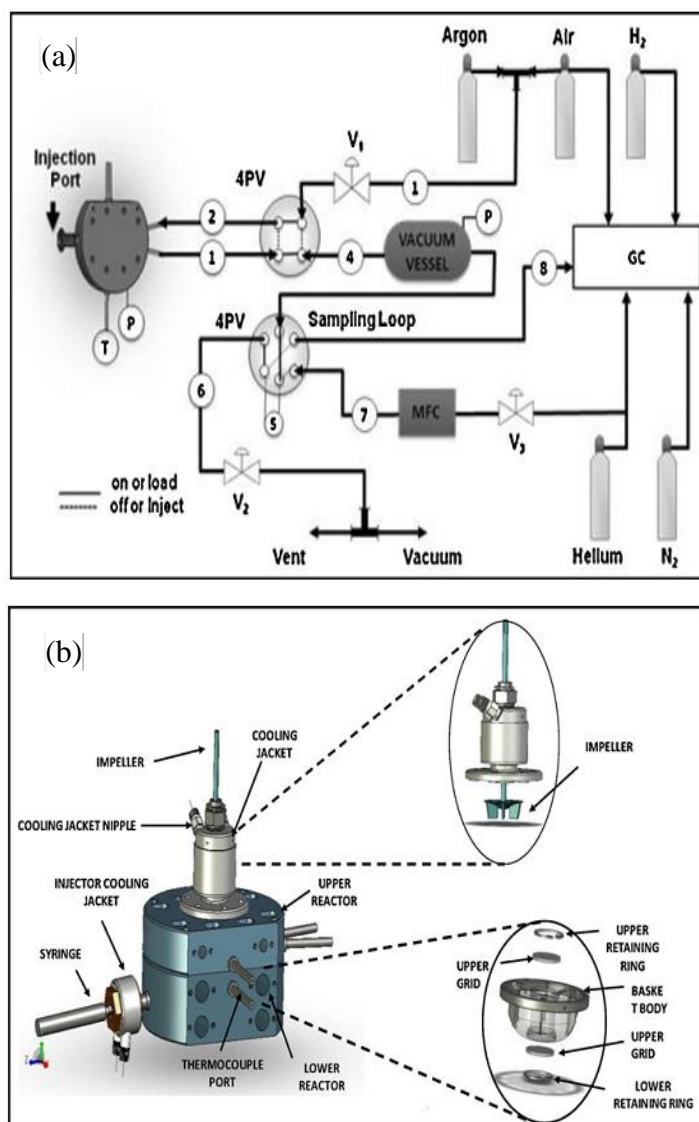 (a)
Argon
Air
H2
Injection
Port
V1
4PV
1
2
P
1
4
VACUUM
VESSEL
8
GC
4PV
Sampling Loop
T
P
6
S
7
MFC
V3
on or load
off or Inject
V2
Vent
Vacuum
Helium
N2
(b)
IMPELLER
COOLING
JACKET
IMPELLER
COOLING JACKET NIPPLE
INJECTOR COOLING
JACKET
UPPER
REACTOR
SYRINGE
UPPER
RETAINING
RING
UPPER
GRID
BASKE
T BODY
THERMOCOUPLE
PORT
LOWER
REACTOR
UPPER
GRID
LOWER
RETAINING RING